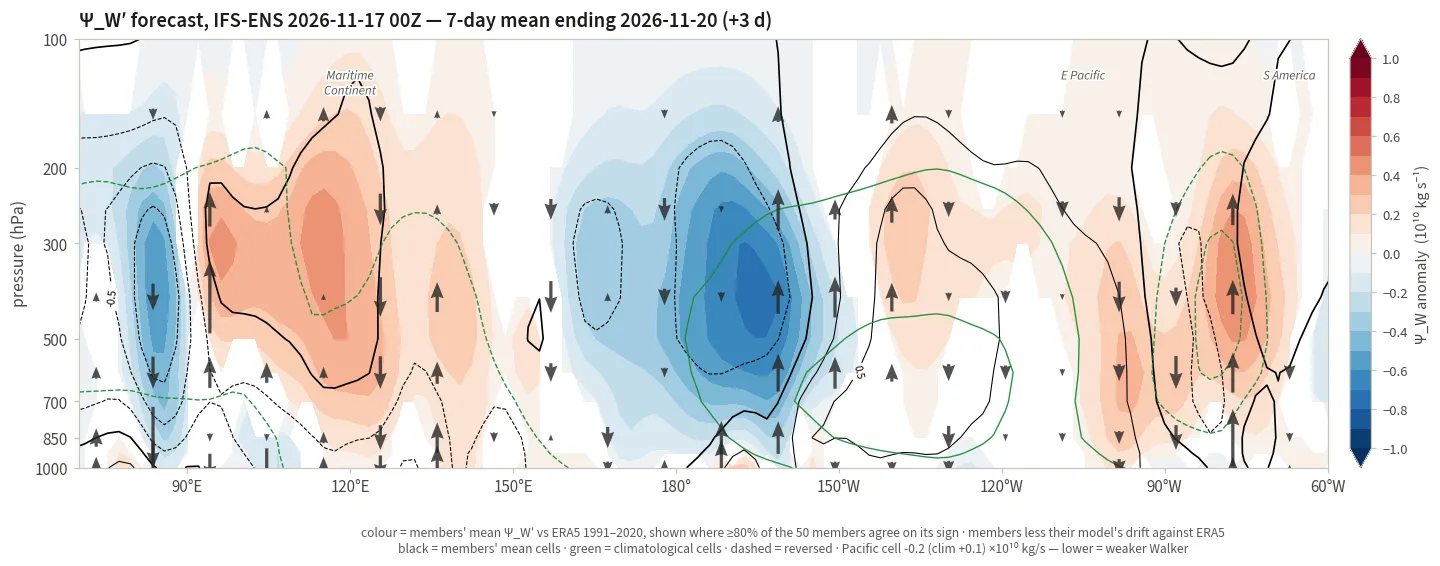 Ψ_W′ forecast, IFS-ENS 2026-11-17 00Z — 7-day mean ending 2026-11-20 (+3 d)
100
200
300
400
500
700
850
1000
pressure (hPa)
Maritime
Continent
E Pacific
S America
-0.5
0.5
90°E
120°E
150°E
180°
150°W
120°W
90°W
60°W
1.0
0.8
0.6
0.4
0.2
0.0
−0.2
−0.4
−0.6
−0.8
−1.0
Ψ_W anomaly (10¹⁰ kg s⁻¹)
colour = members' mean Ψ_W′ vs ERA5 1991–2020, shown where ≥80% of the 50 members agree on its sign · members less their model's drift against ERA5
black = members' mean cells · green = climatological cells · dashed = reversed · Pacific cell -0.2 (clim +0.1) ×10¹⁰ kg/s — lower = weaker Walker